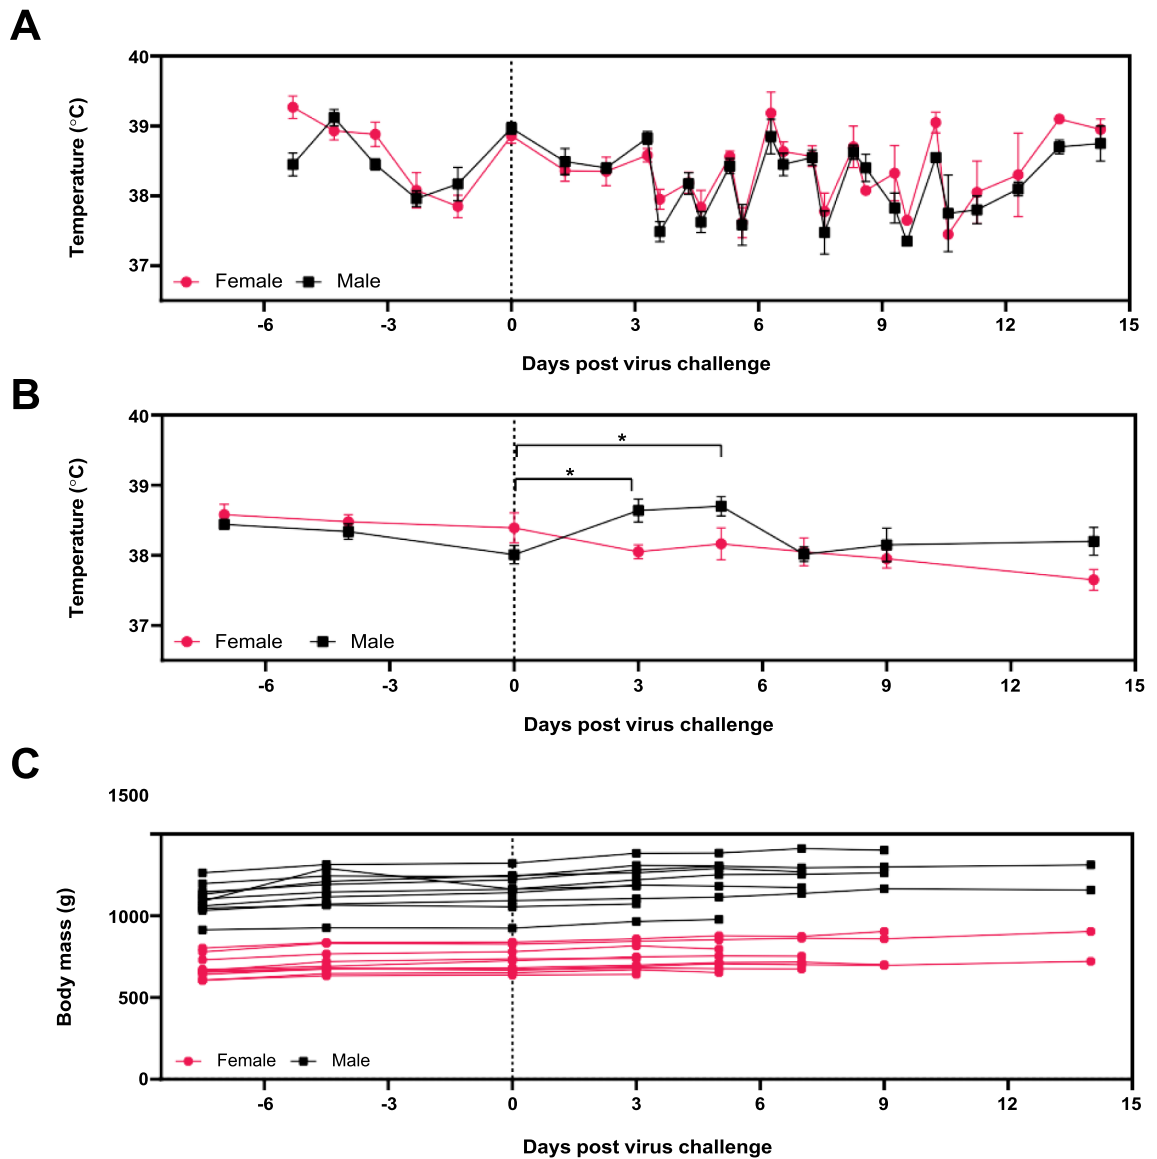 A
Temperature (°C)
40
39
38
37
Female Male
-6 -3 0 3 6 9 12 15
Days post virus challenge
B
Temperature (°C)
40
39
38
37
*
*
Female Male
-6 -3 0 3 6 9 12 15
Days post virus challenge
C
Body mass (g)
1500
1000
500
0
Female Male
-6 -3 0 3 6 9 12 15
Days post virus challenge